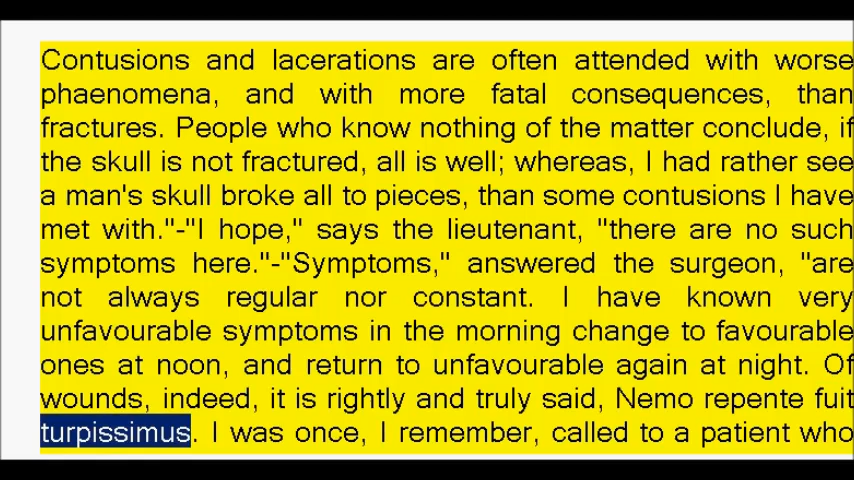 Contusions and lacerations are often attended with worse
phaenomena, and with more fatal consequences, than
fractures. People who know nothing of the matter conclude, if
the skull is not fractured, all is well; whereas, I had rather see
a man's skull broke all to pieces, than some contusions I have
met with."-"I hope," says the lieutenant, "there are no such
symptoms here."-"Symptoms," answered the surgeon, "are
not always regular nor constant. I have known very
unfavourable symptoms in the morning change to favourable
ones at noon, and return to unfavourable again at night. Of
wounds, indeed, it is rightly and truly said, Nemo repente fuit
turpissimus. I was once, I remember, called to a patient who